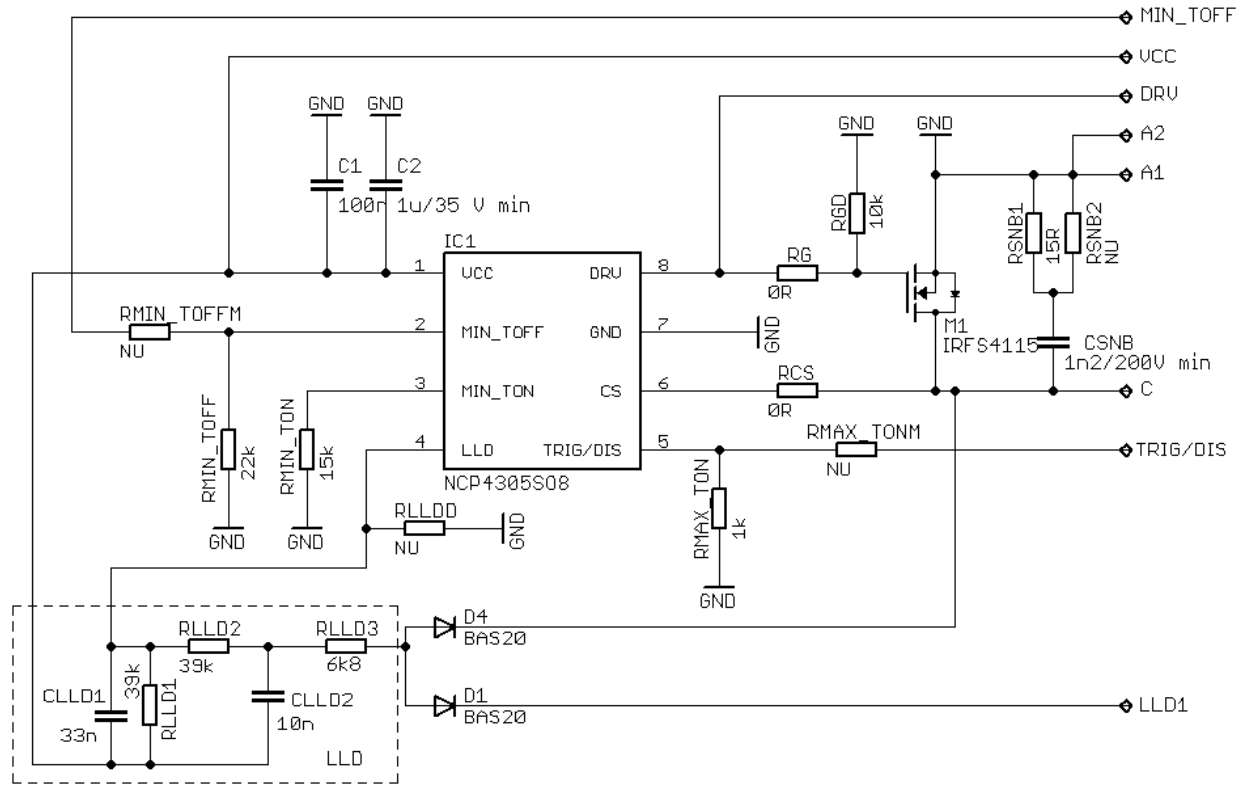 MIN_TOFF
VCC
DRV
GND GND
GND GND
A2
A1
C1 C2
100n 1u/35 V min
RGD
10k
RSNB1
15R
RSNB2
NU
IC1
1 VCC DRV 8
2 MIN_TOFF GND 7
3 MIN_TON CS 6
4 LLD TRIG/DIS 5
NCP4305SO8
RG
0R
GND
M1
IRFS4115
CSNB
1n2/200V min
RCS
0R
C
RMIN_TOFFM
NU
RMIN_TOFF
22k
GND
RMIN_TON
15k
GND
RLLDD
NU
GND
RMAX_TONM
NU
TRIG/DIS
RMAX_TON
1k
GND
D4
BAS20
RLLD2
39k
RLLD3
6k8
CLLD1
33n
39k
RLLD1
CLLD2
10n
LLD
D1
BAS20
LLD1